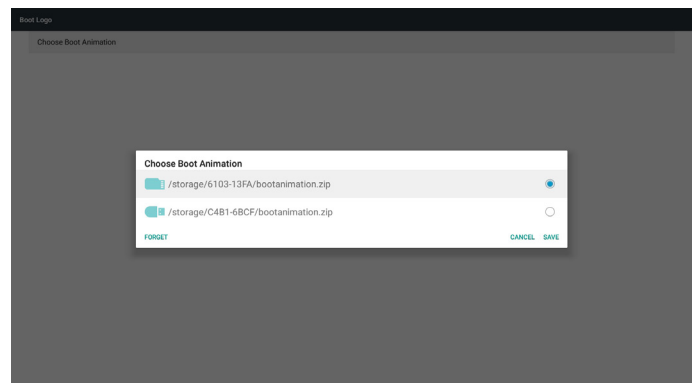 Boot Logo
Choose Boot Animation
Choose Boot Animation
/storage/6103-13FA/bootanimation.zip
/storage/C4B1-6BCF/bootanimation.zip
FORGET CANCEL SAVE